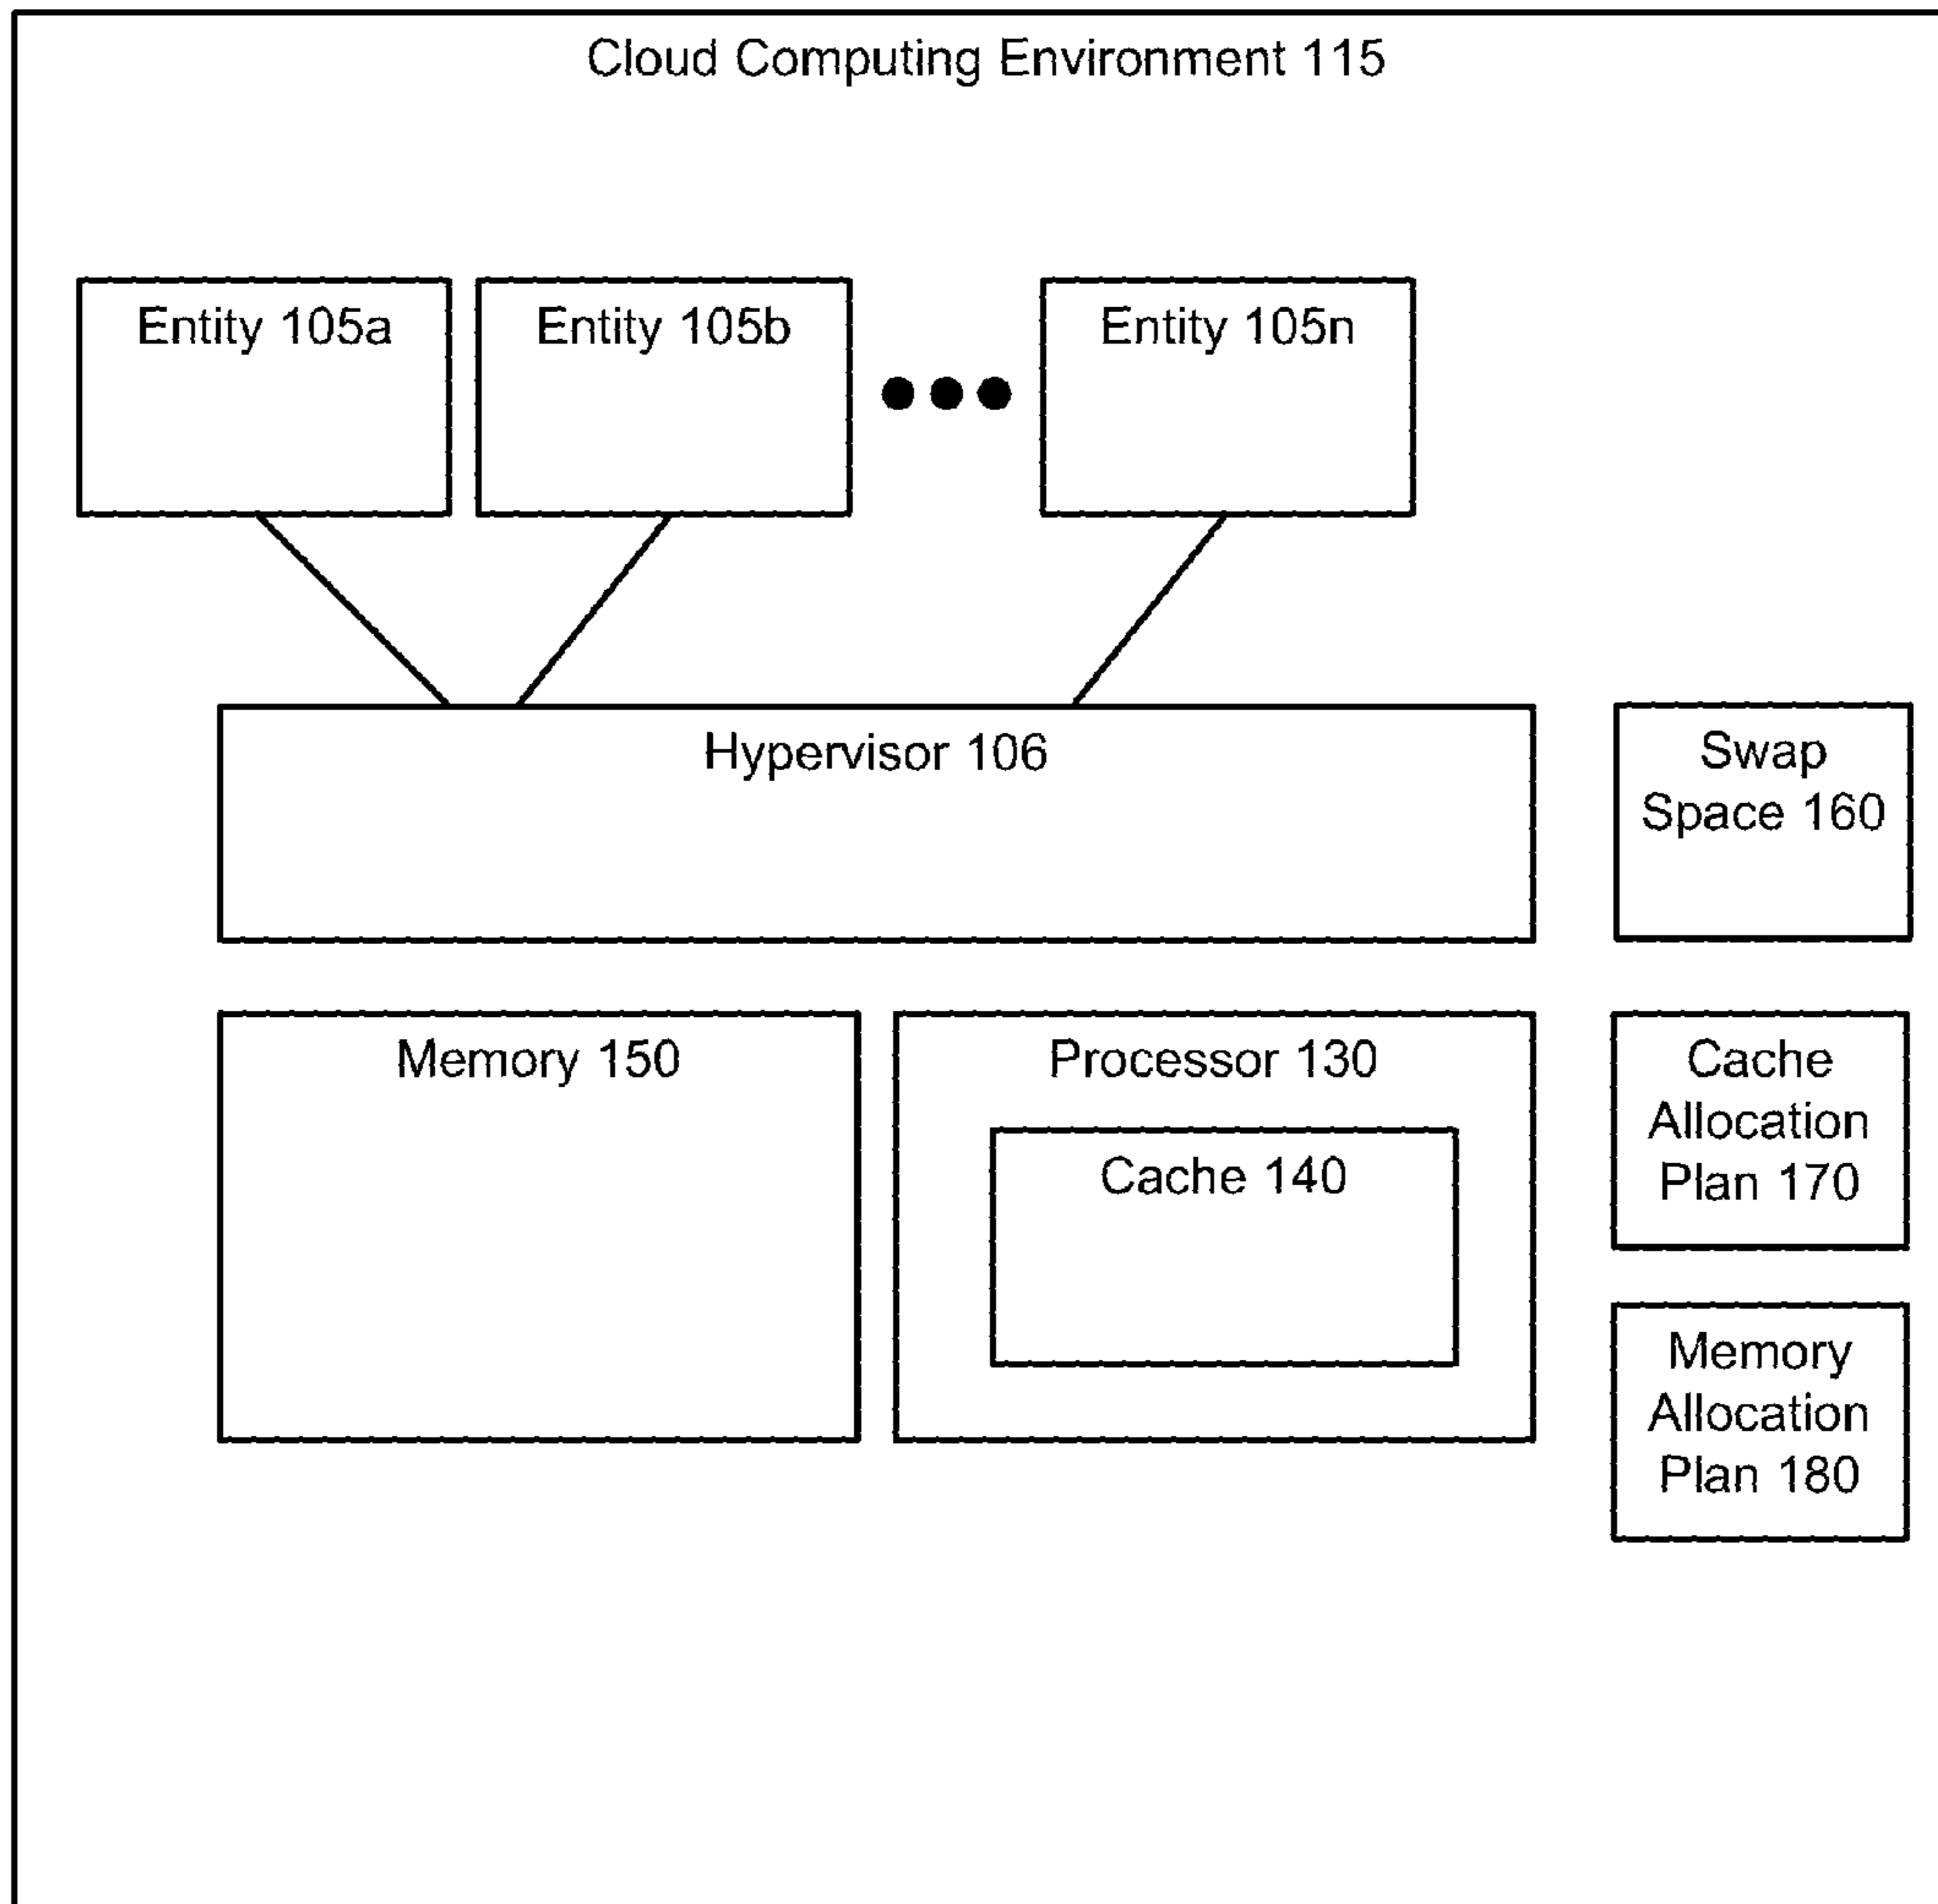 Cloud Computing Environment 115
Entity 105a
Entity 105b
Entity 105n
Hypervisor 106
Swap
Space 160
Memory 150
Processor 130
Cache 140
Cache
Allocation
Plan 170
Memory
Allocation
Plan 180